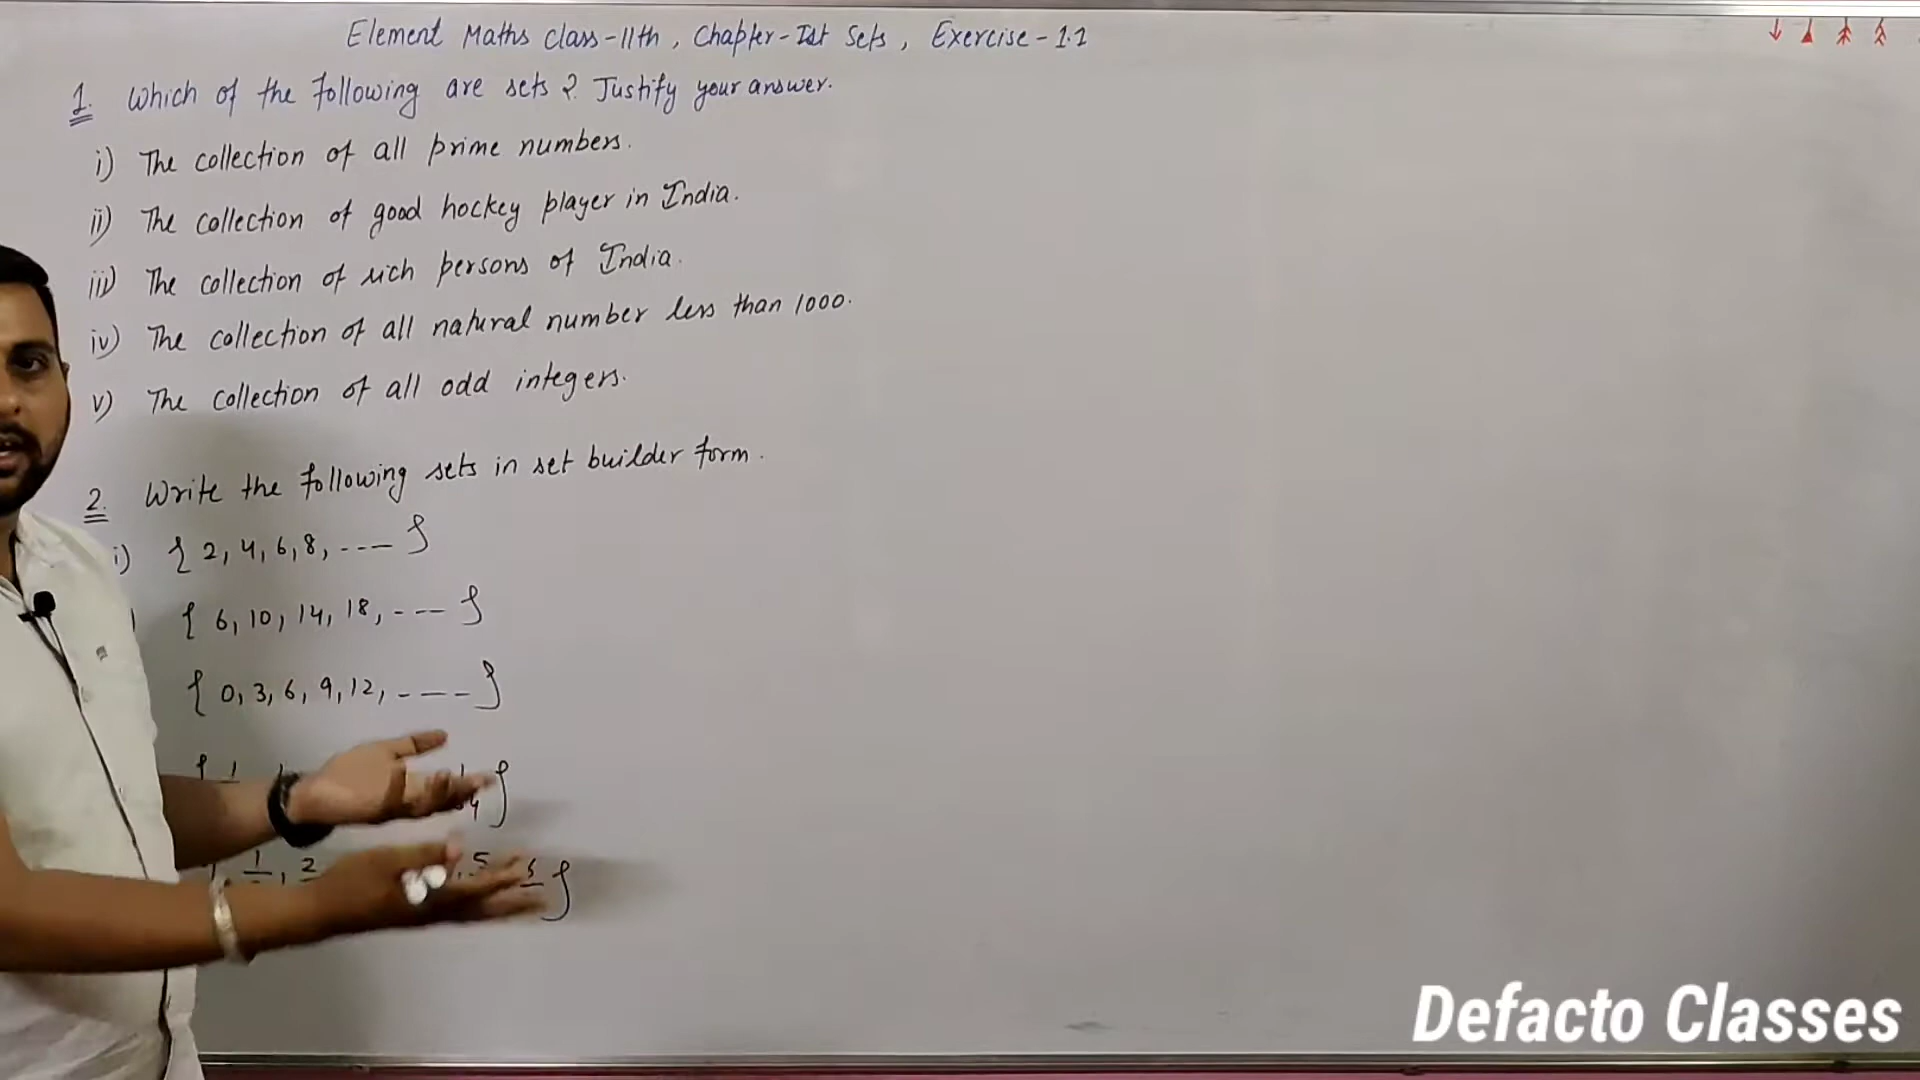 Element Maths class-11th, Chapter-Ist Sets, Exercise-1.1
1. Which of the following are sets? Justify your answer.
i) The collection of all prime numbers.
ii) The collection of good hockey player in India.
iii) The collection of rich persons of India.
iv) The collection of all natural number less than 1000.
v) The collection of all odd integers.
2. Write the following sets in set builder form.
i) { 2, 4, 6, 8, ---- }
{ 6, 10, 14, 18, --- }
{ 0, 3, 6, 9, 12, ---- }
Defacto Classes